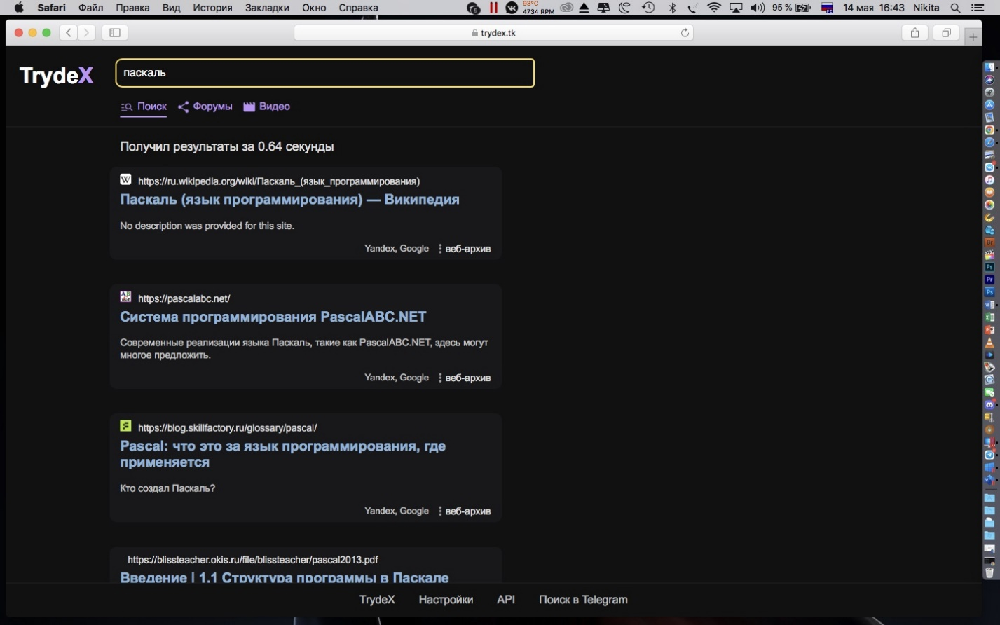 Safari Файл Правка Вид История Закладки Окно Справка
93°C
4734 RPM
95 %
14 мая 16:43 Nikita
trydex.tk
TrydeX
паскаль
Поиск Форумы Видео
Получил результаты за 0.64 секунды
W https://ru.wikipedia.org/wiki/Паскаль_(язык_программирования)
Паскаль (язык программирования) — Википедия
No description was provided for this site.
Yandex, Google веб-архив
https://pascalabc.net/
Система программирования PascalABC.NET
Современные реализации языка Паскаль, такие как PascalABC.NET, здесь могут
многое предложить.
Yandex, Google веб-архив
https://blog.skillfactory.ru/glossary/pascal/
Pascal: что это за язык программирования, где
применяется
Кто создал Паскаль?
Yandex, Google веб-архив
https://blissteacher.okis.ru/file/blissteacher/pascal2013.pdf
Введение | 1.1 Структура программы в Паскале
TrydeX Настройки API Поиск в Telegram
Br
Ps
Pr
Ps